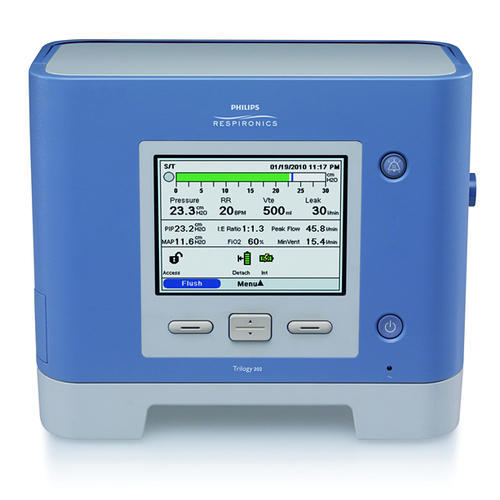 PHILIPS
RESPIRONICS
S/T 01/19/2010 11:17 PM
cm H2O
0 5 10 15 20 25 30
Pressure RR Vte Leak
23.3 cm H2O 20 BPM 500 ml 30 l/min
PIP 23.2 cm H2O I:E Ratio 1:1.3 Peak Flow 45.8 l/min
MAP 11.6 cm H2O FiO2 60% MinVent 15.4 l/min
Access Detach Int
Flush Menu
Trilogy 202